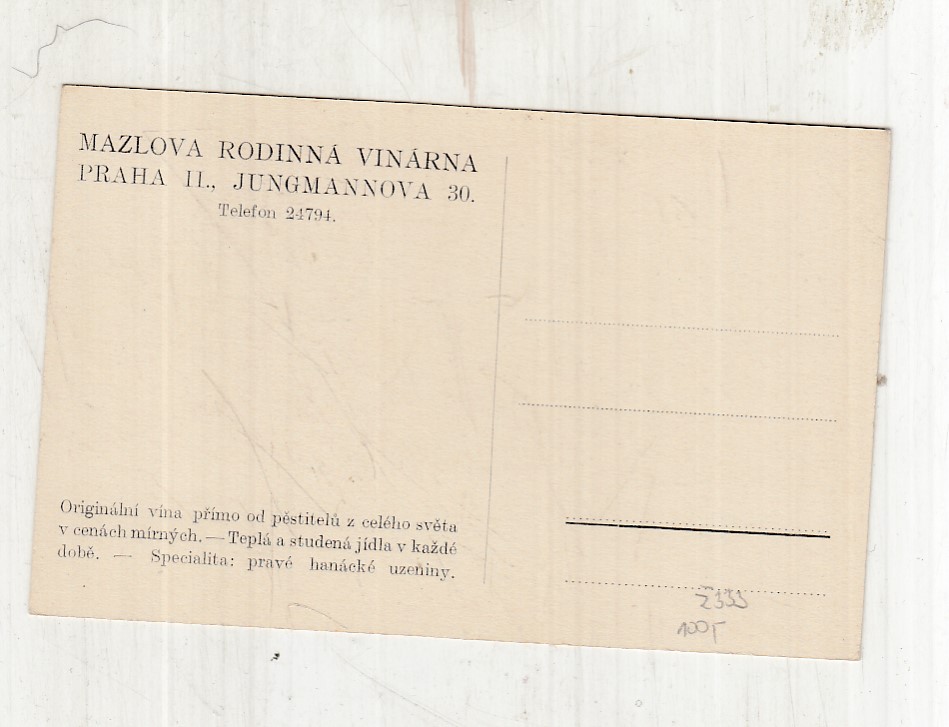 MAZLOVA RODINNÁ VINÁRNA
PRAHA II., JUNGMANNOVA 30.
Telefon 24794.
Originální vína přímo od pěstitelů z celého světa
v cenách mírných. — Teplá a studená jídla v každé
době. — Specialita: pravé hanácké uzeniny.